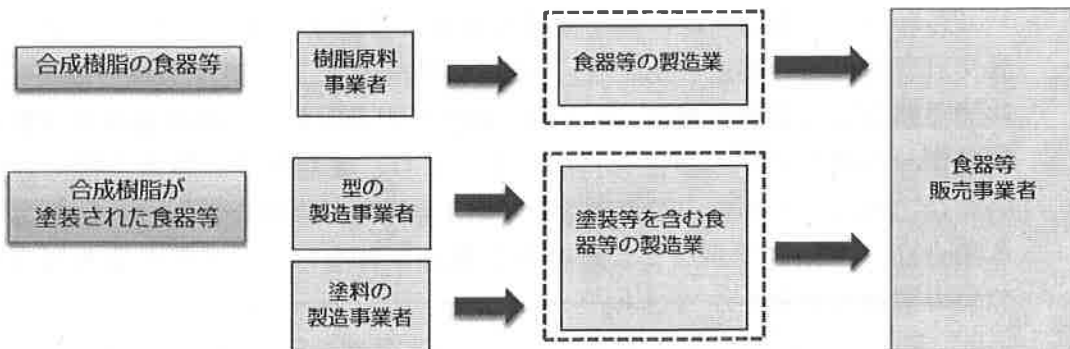 合成樹脂の食器等
樹脂原料
事業者
食器等の製造業
合成樹脂が
塗装された食器等
型の
製造事業者
塗料の
製造事業者
塗装等を含む食
器等の製造業
食器等
販売事業者